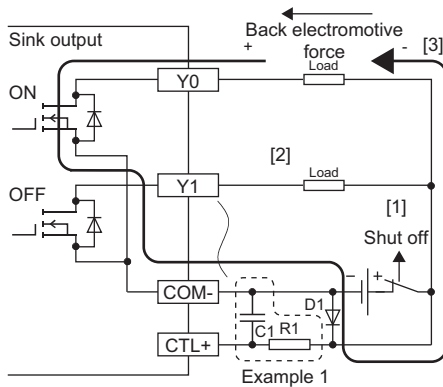 Sink output
Back electromotive
force
+
-
[3]
Load
Y0
ON
[2]
Load
Y1
OFF
[1]
Shut off
COM-
- + -
D1
C1
R1
CTL+
Example 1